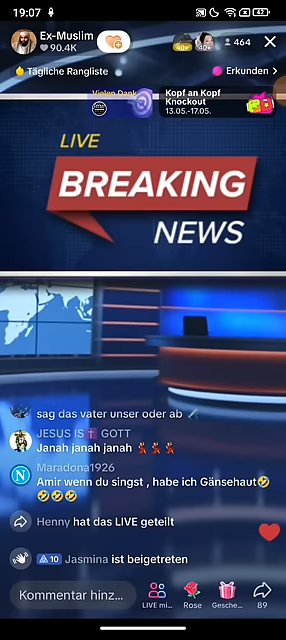 19:07
42
Ex-Muslim
90.4K
40+
40+
464
Tägliche Rangliste
Erkunden >
Vielen Dank
Kopf an Kopf
Knockout
13.05.-17.05.
LIVE
BREAKING
NEWS
sag das vater unser oder ab
JESUS IS✝️ GOTT
Janah janah janah 💃💃💃
Maradona1926
N
Amir wenn du singst , habe ich Gänsehaut🤣
🤣🤣🤣
Henny hat das LIVE geteilt
10 Jasmina ist beigetreten
Kommentar hinz...
LIVE mi...
Rose
Gesche...
89